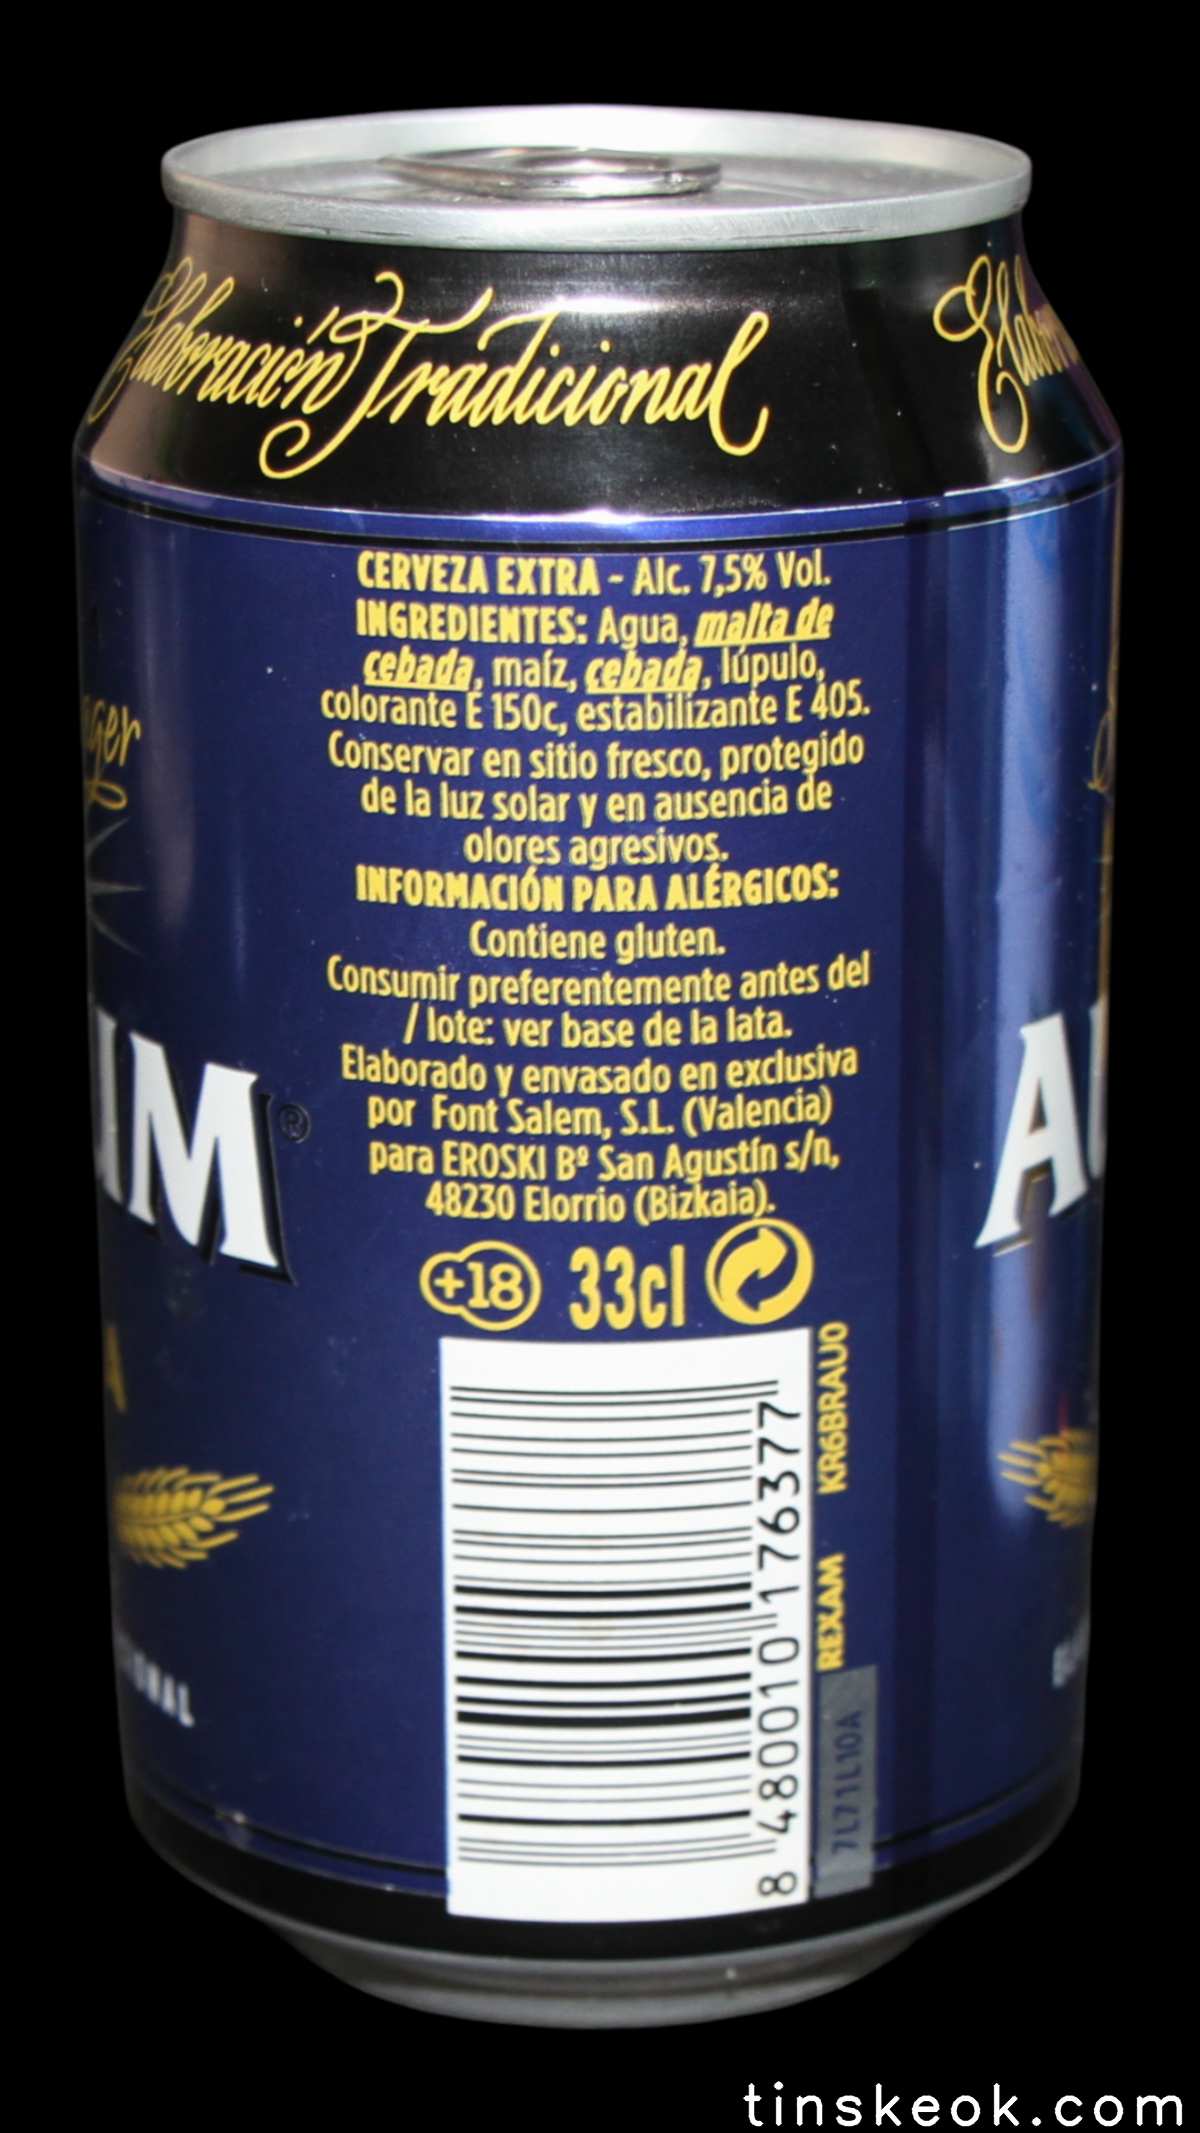 Elaboración Tradicional
CERVEZA EXTRA - Alc. 7,5% Vol.
INGREDIENTES: Agua, malta de
cebada, maíz, cebada, lúpulo,
colorante E 150c, estabilizante E 405.
Conservar en sitio fresco, protegido
de la luz solar y en ausencia de
olores agresivos.
INFORMACIÓN PARA ALÉRGICOS:
Contiene gluten.
Consumir preferentemente antes del
/ lote: ver base de la lata.
Elaborado y envasado en exclusiva
por Font Salem, S.L. (Valencia)
para EROSKI Bº San Agustín s/n,
48230 Elorrio (Bizkaia).
+18 33cl
8 480010 176377
REXAM KR6BRAU0
7L71L10A
tinskeok.com